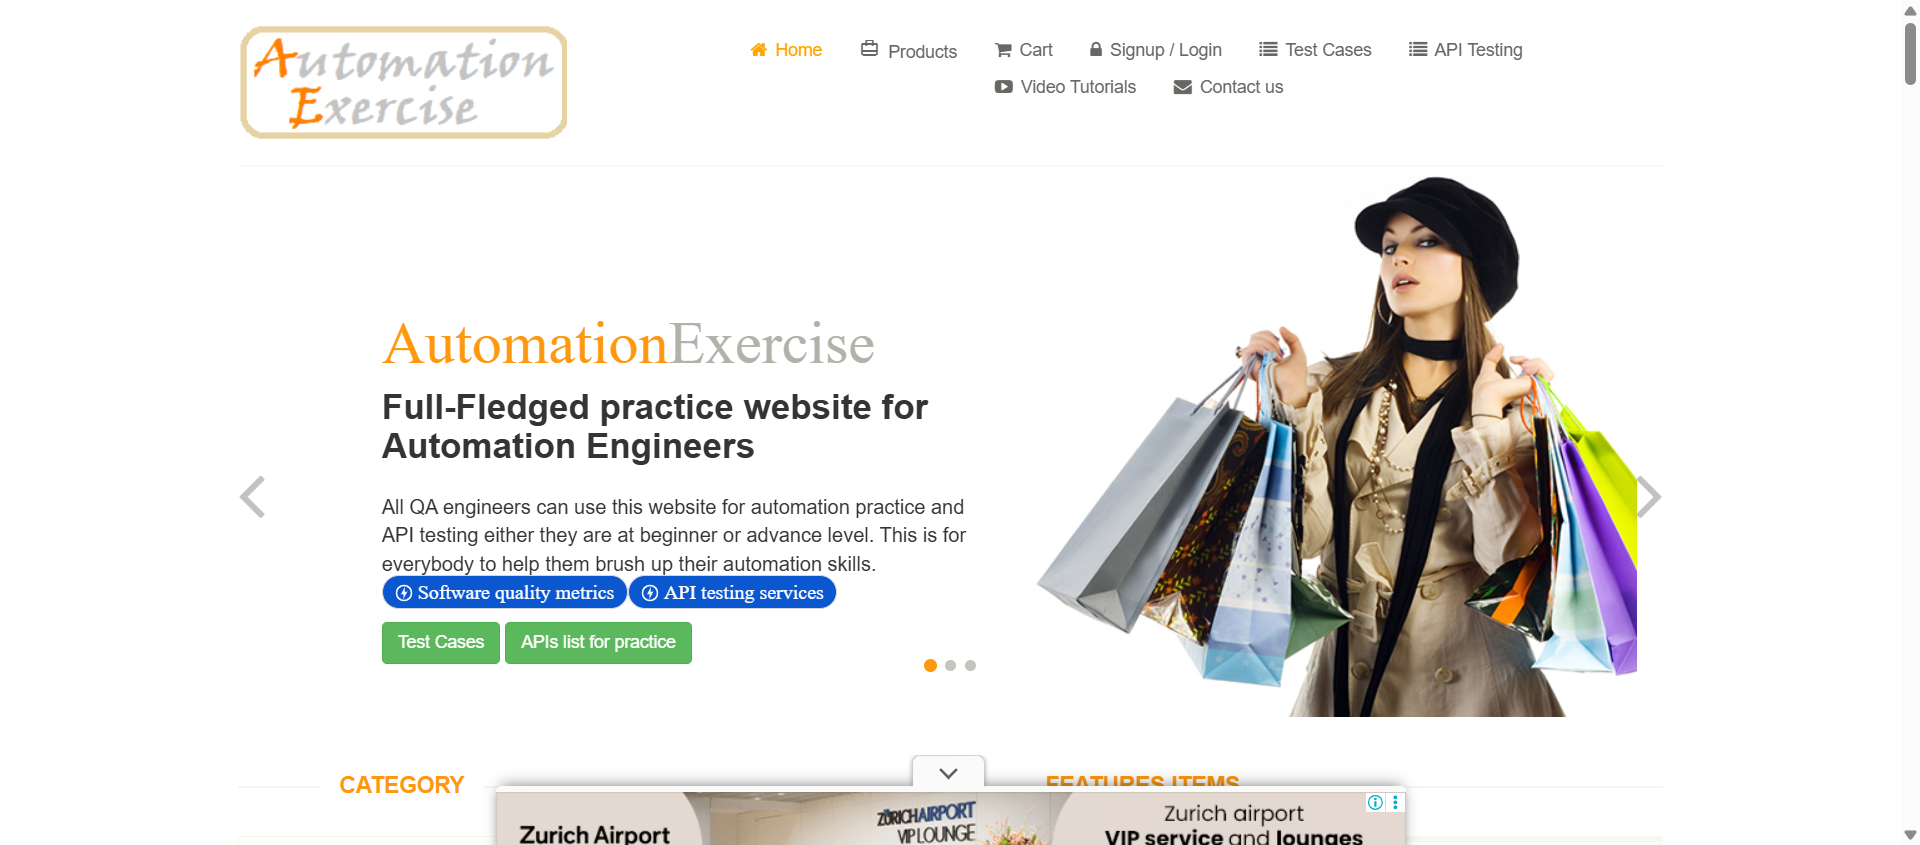 Automation
Exercise
Home
Products
Cart
Signup / Login
Test Cases
API Testing
Video Tutorials
Contact us
AutomationExercise
Full-Fledged practice website for
Automation Engineers
All QA engineers can use this website for automation practice and
API testing either they are at beginner or advance level. This is for
everybody to help them brush up their automation skills.
Software quality metrics
API testing services
Test Cases
APIs list for practice
CATEGORY
FEATURES ITEMS
Zurich Airport
ZÜRICHAIRPORT
VIP LOUNGE
Zurich airport
VIP service and lounges